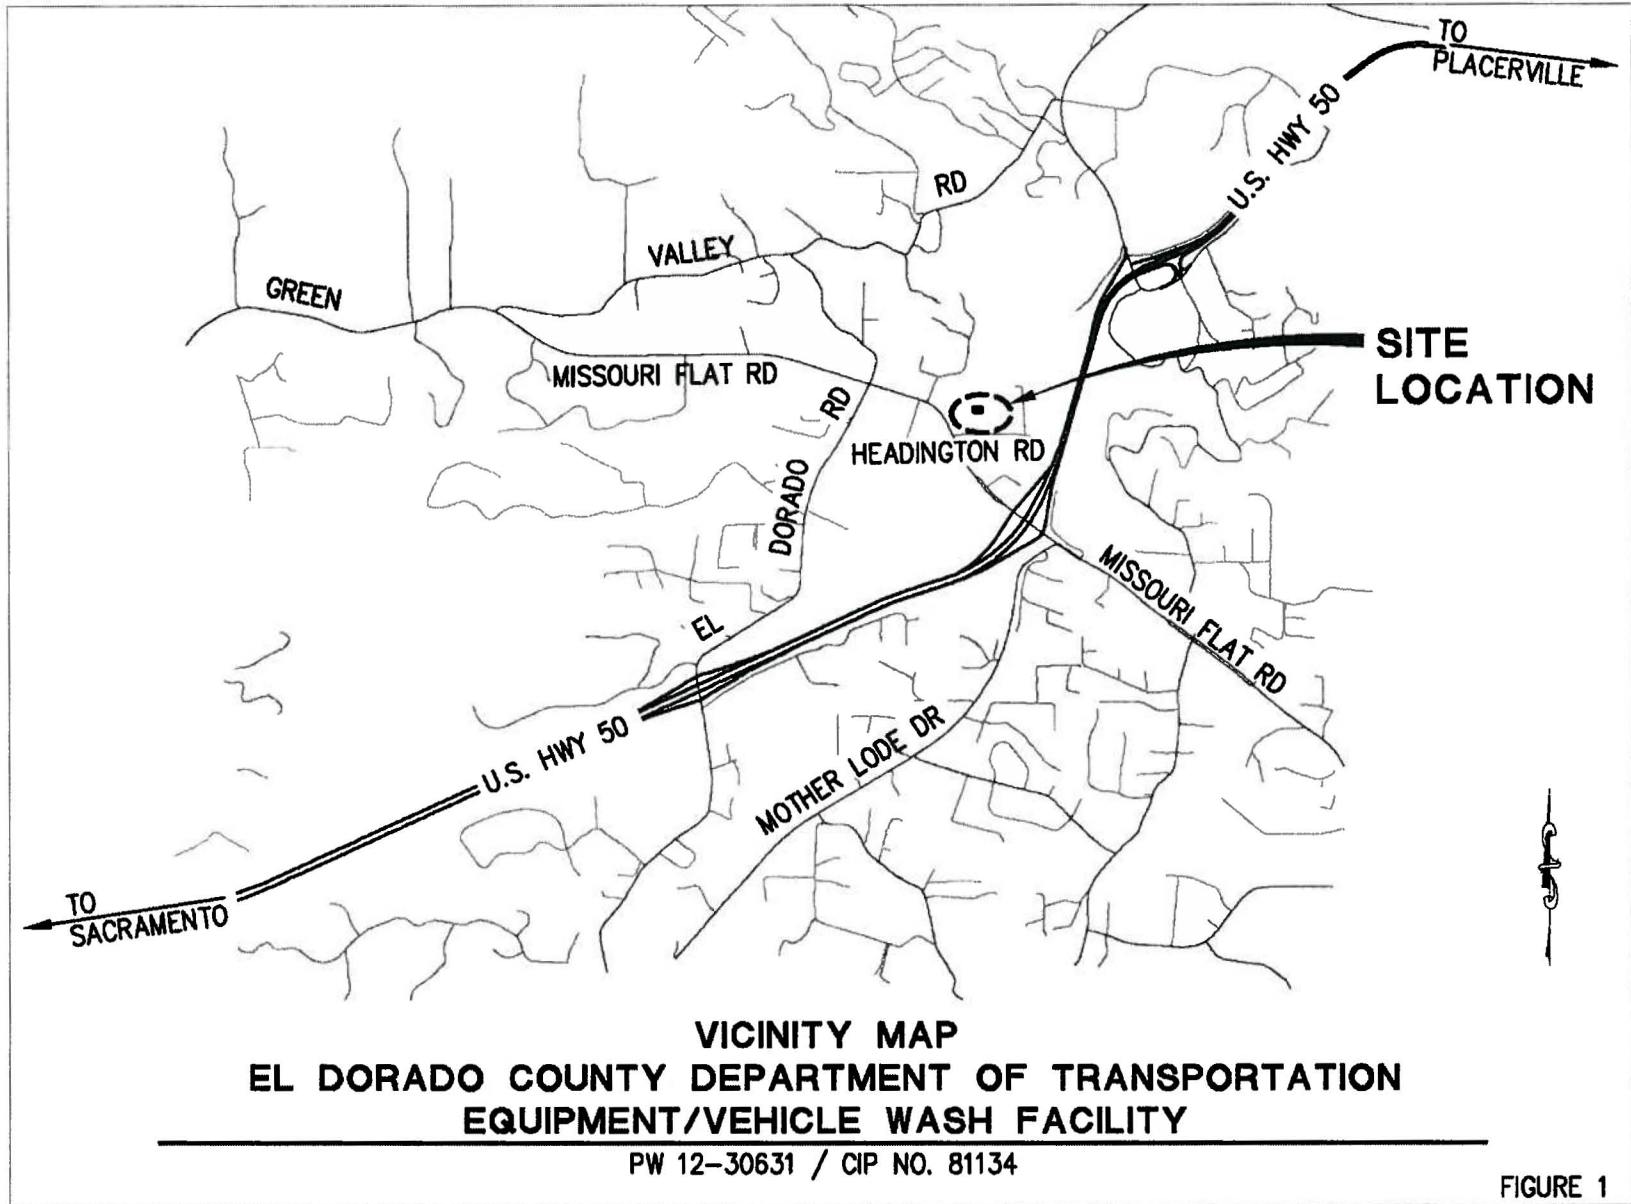 TO
PLACERVILLE
U.S. HWY 50
RD
VALLEY
GREEN
MISSOURI FLAT RD
SITE
LOCATION
RD
HEADINGTON RD
DORADO
EL
MISSOURI FLAT RD
U.S. HWY 50
MOTHER LODE DR
TO
SACRAMENTO
VICINITY MAP
EL DORADO COUNTY DEPARTMENT OF TRANSPORTATION
EQUIPMENT/VEHICLE WASH FACILITY
PW 12-30631 / CIP NO. 81134
FIGURE 1